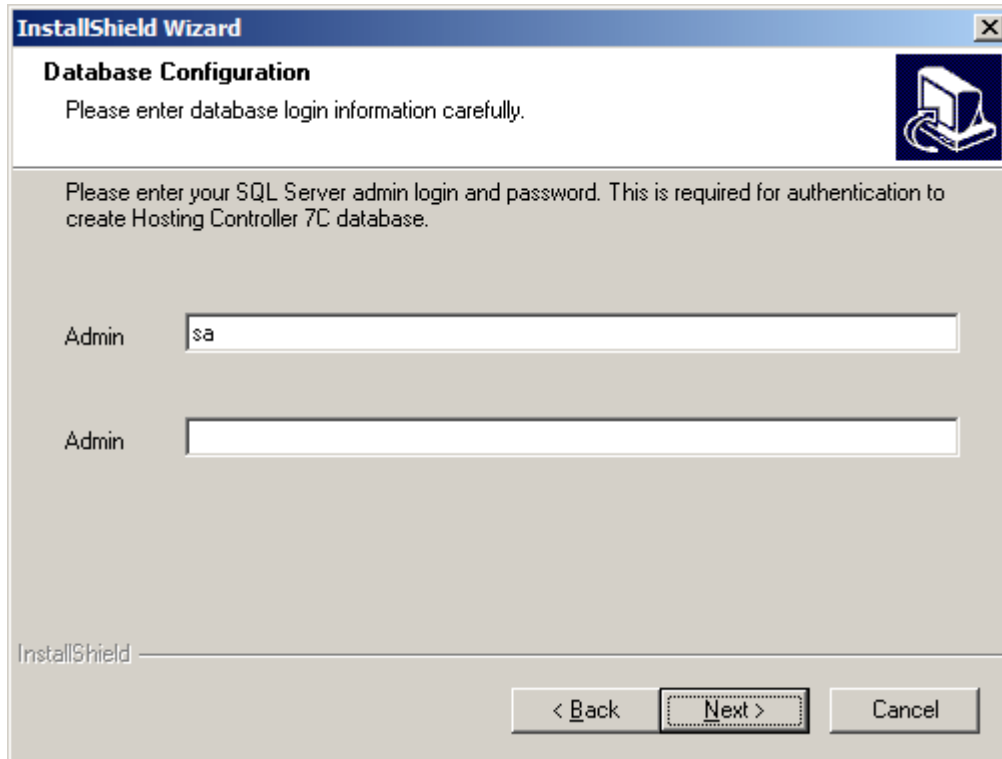 InstallShield Wizard
Database Configuration
Please enter database login information carefully.
Please enter your SQL Server admin login and password. This is required for authentication to
create Hosting Controller 7C database.
Admin
sa
Admin
InstallShield
< Back
Next >
Cancel